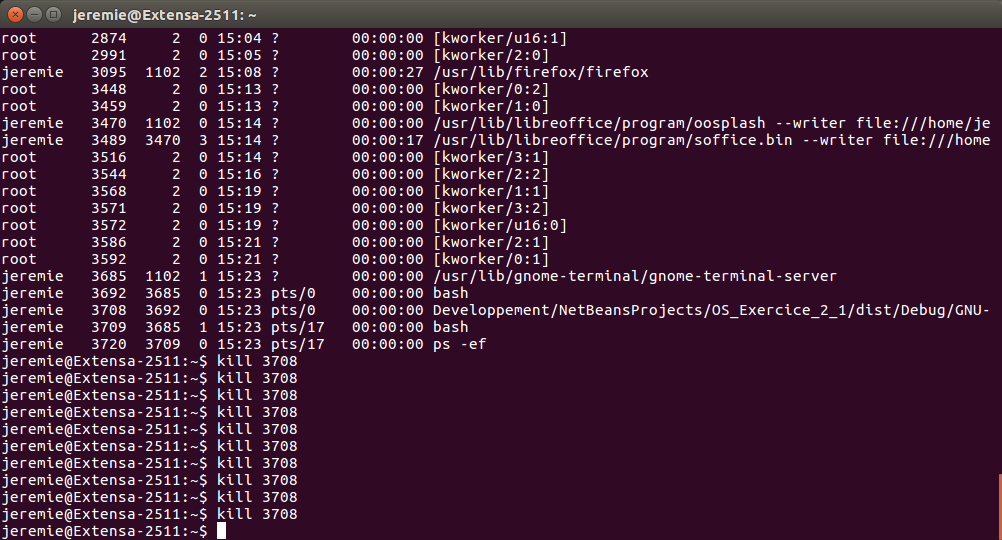 jeremie@Extensa-2511: ~
root      2874     2  0 15:04 ?        00:00:00 [kworker/u16:1]
root      2991     2  0 15:05 ?        00:00:00 [kworker/2:0]
jeremie   3095  1102  2 15:08 ?        00:00:27 /usr/lib/firefox/firefox
root      3448     2  0 15:13 ?        00:00:00 [kworker/0:2]
root      3459     2  0 15:13 ?        00:00:00 [kworker/1:0]
jeremie   3470  1102  0 15:14 ?        00:00:00 /usr/lib/libreoffice/program/oosplash --writer file:///home/je
jeremie   3489  3470  3 15:14 ?        00:00:17 /usr/lib/libreoffice/program/soffice.bin --writer file:///home
root      3516     2  0 15:14 ?        00:00:00 [kworker/3:1]
root      3544     2  0 15:16 ?        00:00:00 [kworker/2:2]
root      3568     2  0 15:19 ?        00:00:00 [kworker/1:1]
root      3571     2  0 15:19 ?        00:00:00 [kworker/3:2]
root      3572     2  0 15:19 ?        00:00:00 [kworker/u16:0]
root      3586     2  0 15:21 ?        00:00:00 [kworker/2:1]
root      3592     2  0 15:21 ?        00:00:00 [kworker/0:1]
jeremie   3685  1102  1 15:23 ?        00:00:00 /usr/lib/gnome-terminal/gnome-terminal-server
jeremie   3692  3685  0 15:23 pts/0    00:00:00 bash
jeremie   3708  3692  0 15:23 pts/0    00:00:00 Developpement/NetBeansProjects/OS_Exercice_2_1/dist/Debug/GNU-
jeremie   3709  3685  1 15:23 pts/17   00:00:00 bash
jeremie   3720  3709  0 15:23 pts/17   00:00:00 ps -ef
jeremie@Extensa-2511:~$ kill 3708
jeremie@Extensa-2511:~$ kill 3708
jeremie@Extensa-2511:~$ kill 3708
jeremie@Extensa-2511:~$ kill 3708
jeremie@Extensa-2511:~$ kill 3708
jeremie@Extensa-2511:~$ kill 3708
jeremie@Extensa-2511:~$ kill 3708
jeremie@Extensa-2511:~$ kill 3708
jeremie@Extensa-2511:~$ kill 3708
jeremie@Extensa-2511:~$ kill 3708
jeremie@Extensa-2511:~$